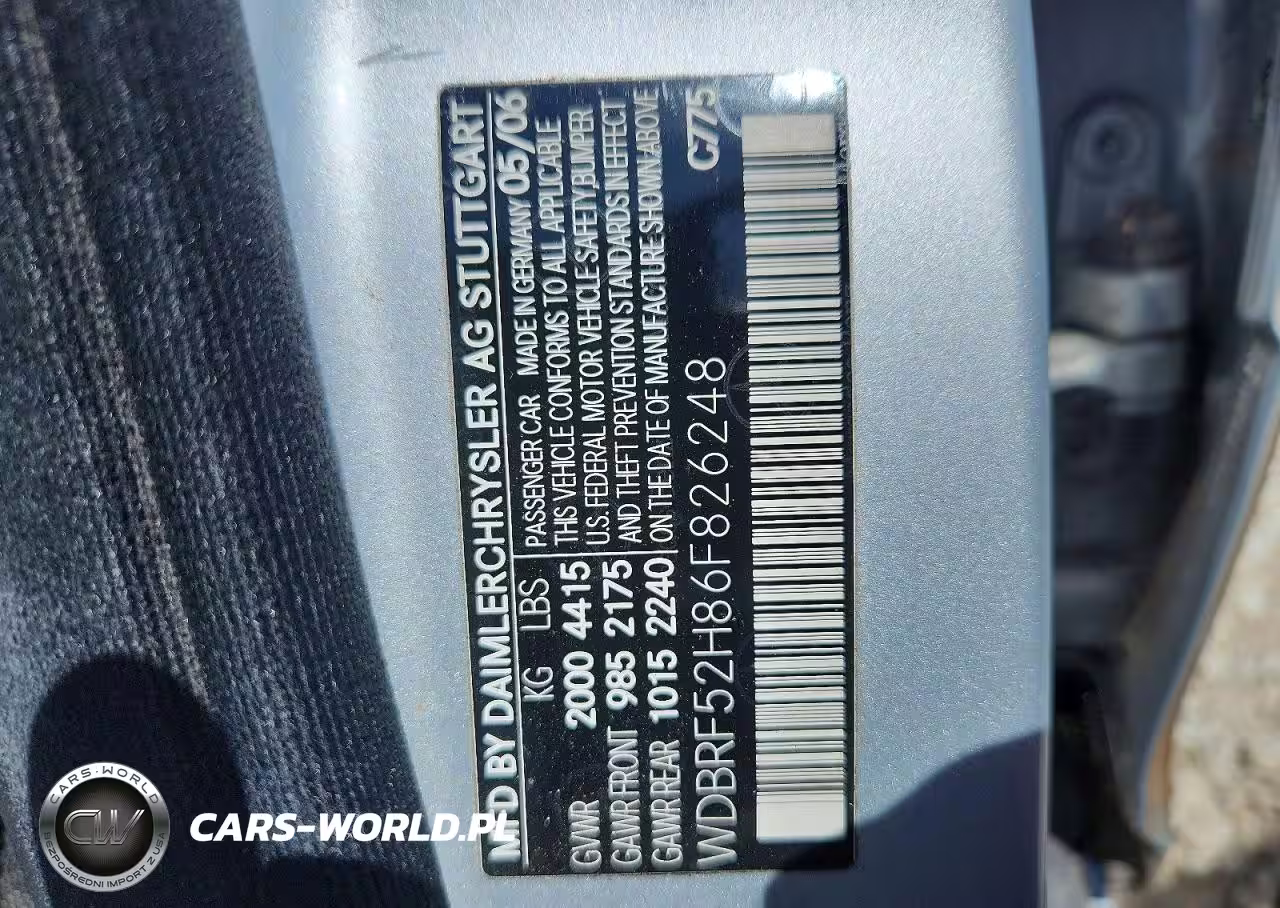 MFD BY DAIMLERCHRYSLER AG STUTTGART
KG LBS PASSENGER CAR MADE IN GERMANY 05/06
GVWR 2000 4415 THIS VEHICLE CONFORMS TO ALL APPLICABLE
U.S. FEDERAL MOTOR VEHICLE SAFETY, BUMPER,
GAWR FRONT 985 2175 AND THEFT PREVENTION STANDARDS IN EFFECT
GAWR REAR 1015 2240 ON THE DATE OF MANUFACTURE SHOWN ABOVE
WDBRF52H86F826248 C775
CARS-WORLD
CW
BEZPOŚREDNI IMPORT Z USA
CARS-WORLD.PL